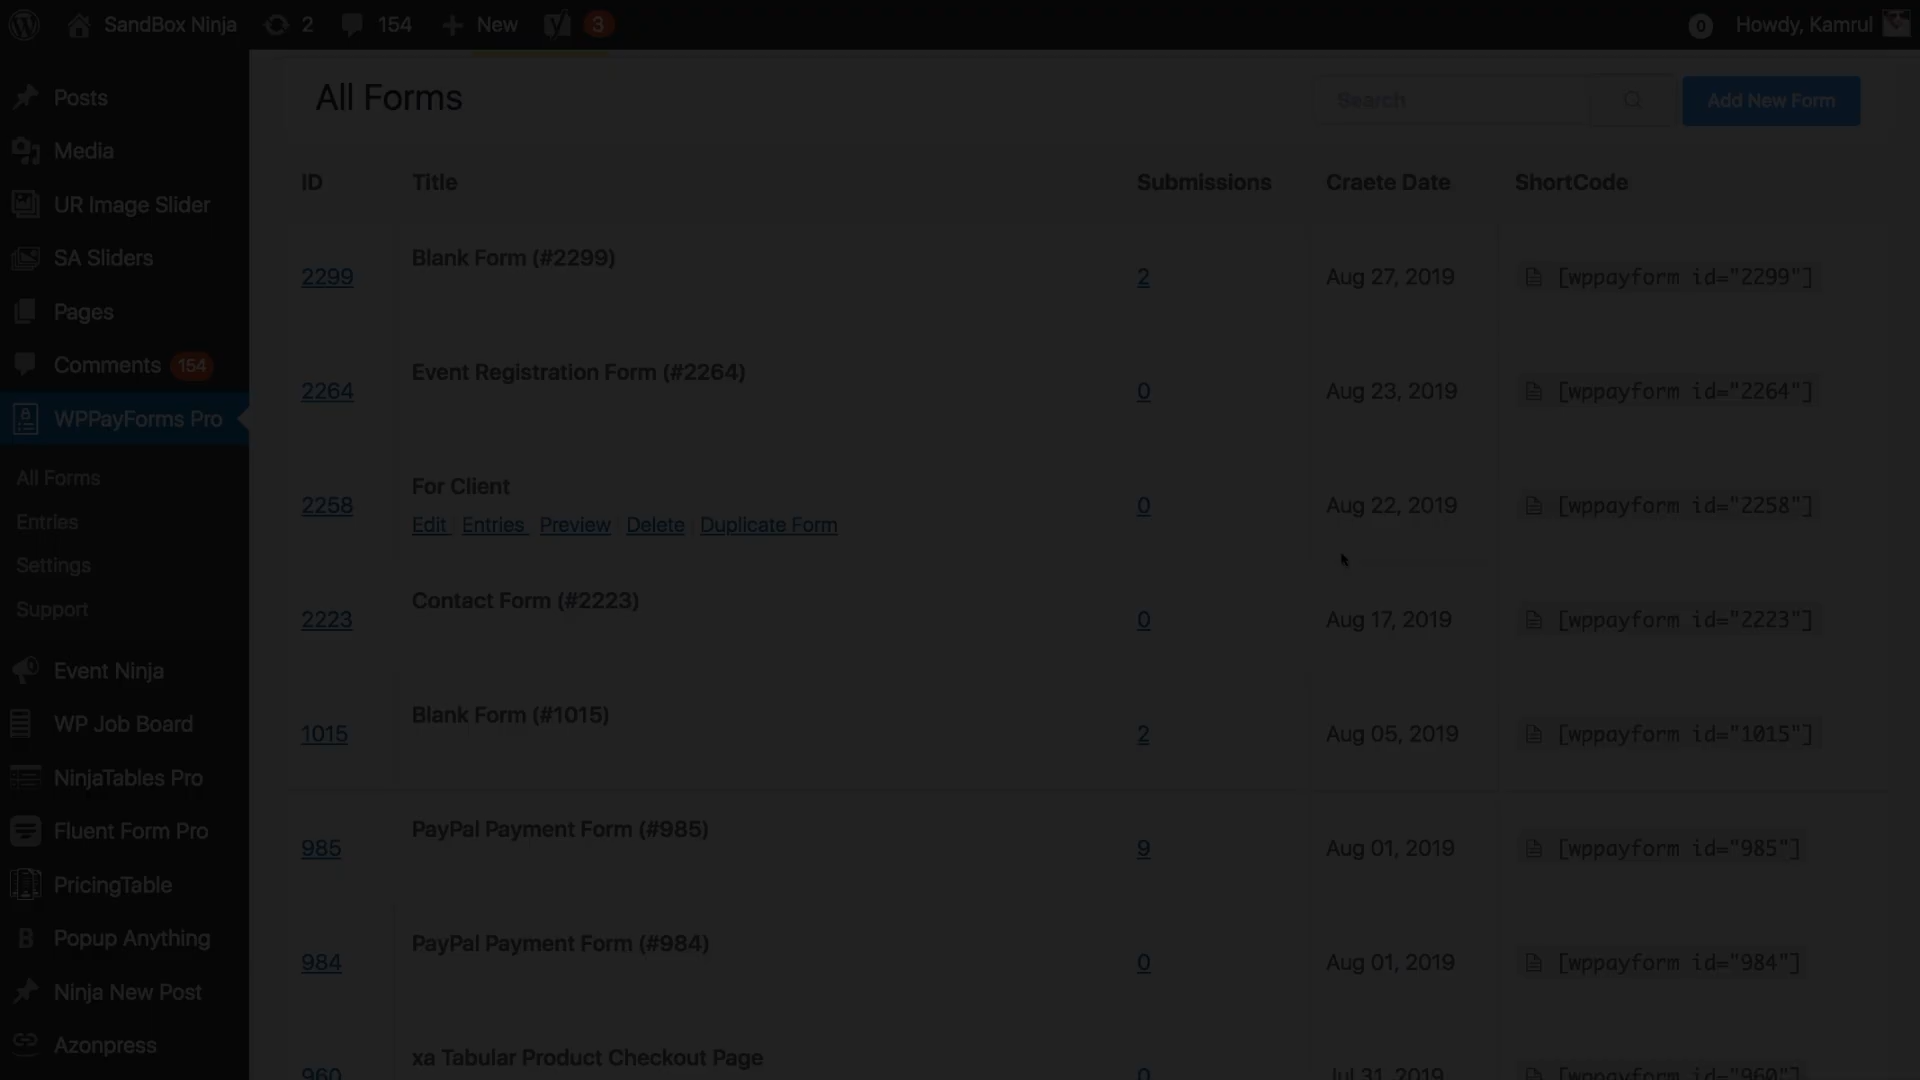 SandBox Ninja 2 154 New 3 0 Howdy, Kamrul
Posts
Media
UR Image Slider
SA Sliders
Pages
Comments 154
WPPayForms Pro
All Forms
Entries
Settings
Support
Event Ninja
WP Job Board
NinjaTables Pro
Fluent Form Pro
PricingTable
Popup Anything
Ninja New Post
Azonpress
All Forms Search Add New Form
ID Title Submissions Craete Date ShortCode
Blank Form (#2299)
2299 2 Aug 27, 2019 [wppayform id="2299"]
Event Registration Form (#2264)
2264 0 Aug 23, 2019 [wppayform id="2264"]
For Client
2258 0 Aug 22, 2019 [wppayform id="2258"]
Edit Entries Preview Delete Duplicate Form
Contact Form (#2223)
2223 0 Aug 17, 2019 [wppayform id="2223"]
Blank Form (#1015)
1015 2 Aug 05, 2019 [wppayform id="1015"]
PayPal Payment Form (#985)
985 9 Aug 01, 2019 [wppayform id="985"]
PayPal Payment Form (#984)
984 0 Aug 01, 2019 [wppayform id="984"]
xa Tabular Product Checkout Page
960 0 Jul 31, 2019 [wppayform id="960"]